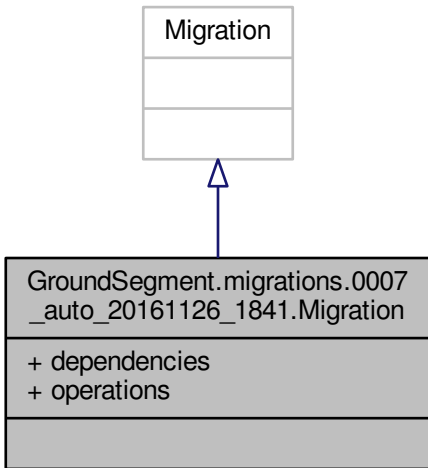 Migration
GroundSegment.migrations.0007
_auto_20161126_1841.Migration
+ dependencies
+ operations